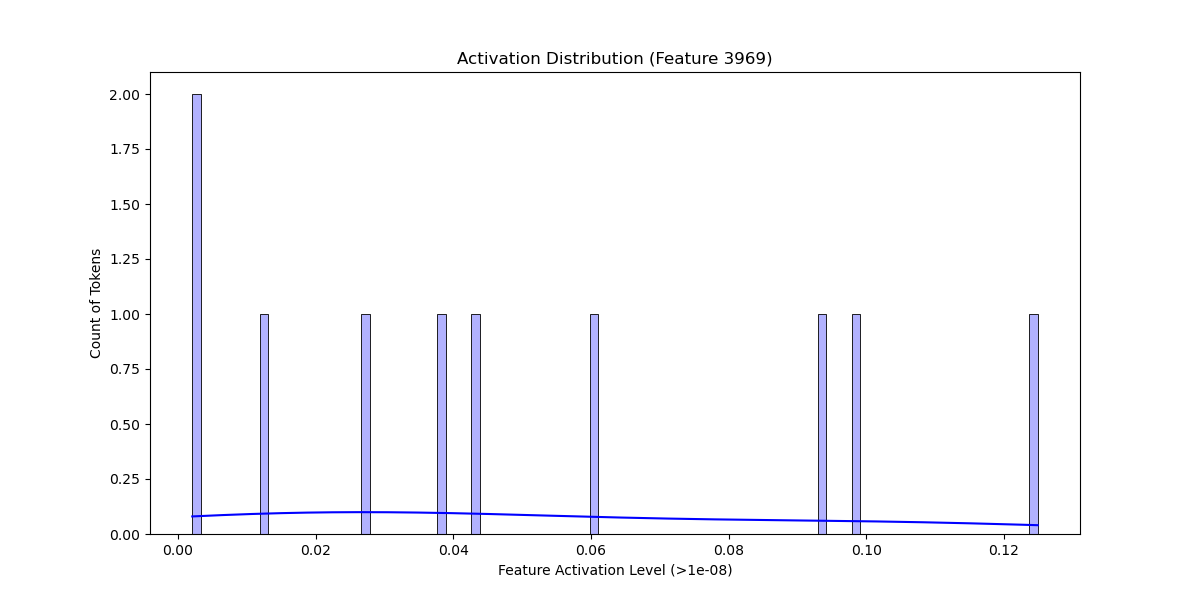 Activation Distribution (Feature 3969)
2.00
1.75
1.50
1.25
1.00
0.75
0.50
0.25
0.00
Count of Tokens
0.00 0.02 0.04 0.06 0.08 0.10 0.12
Feature Activation Level (>1e-08)